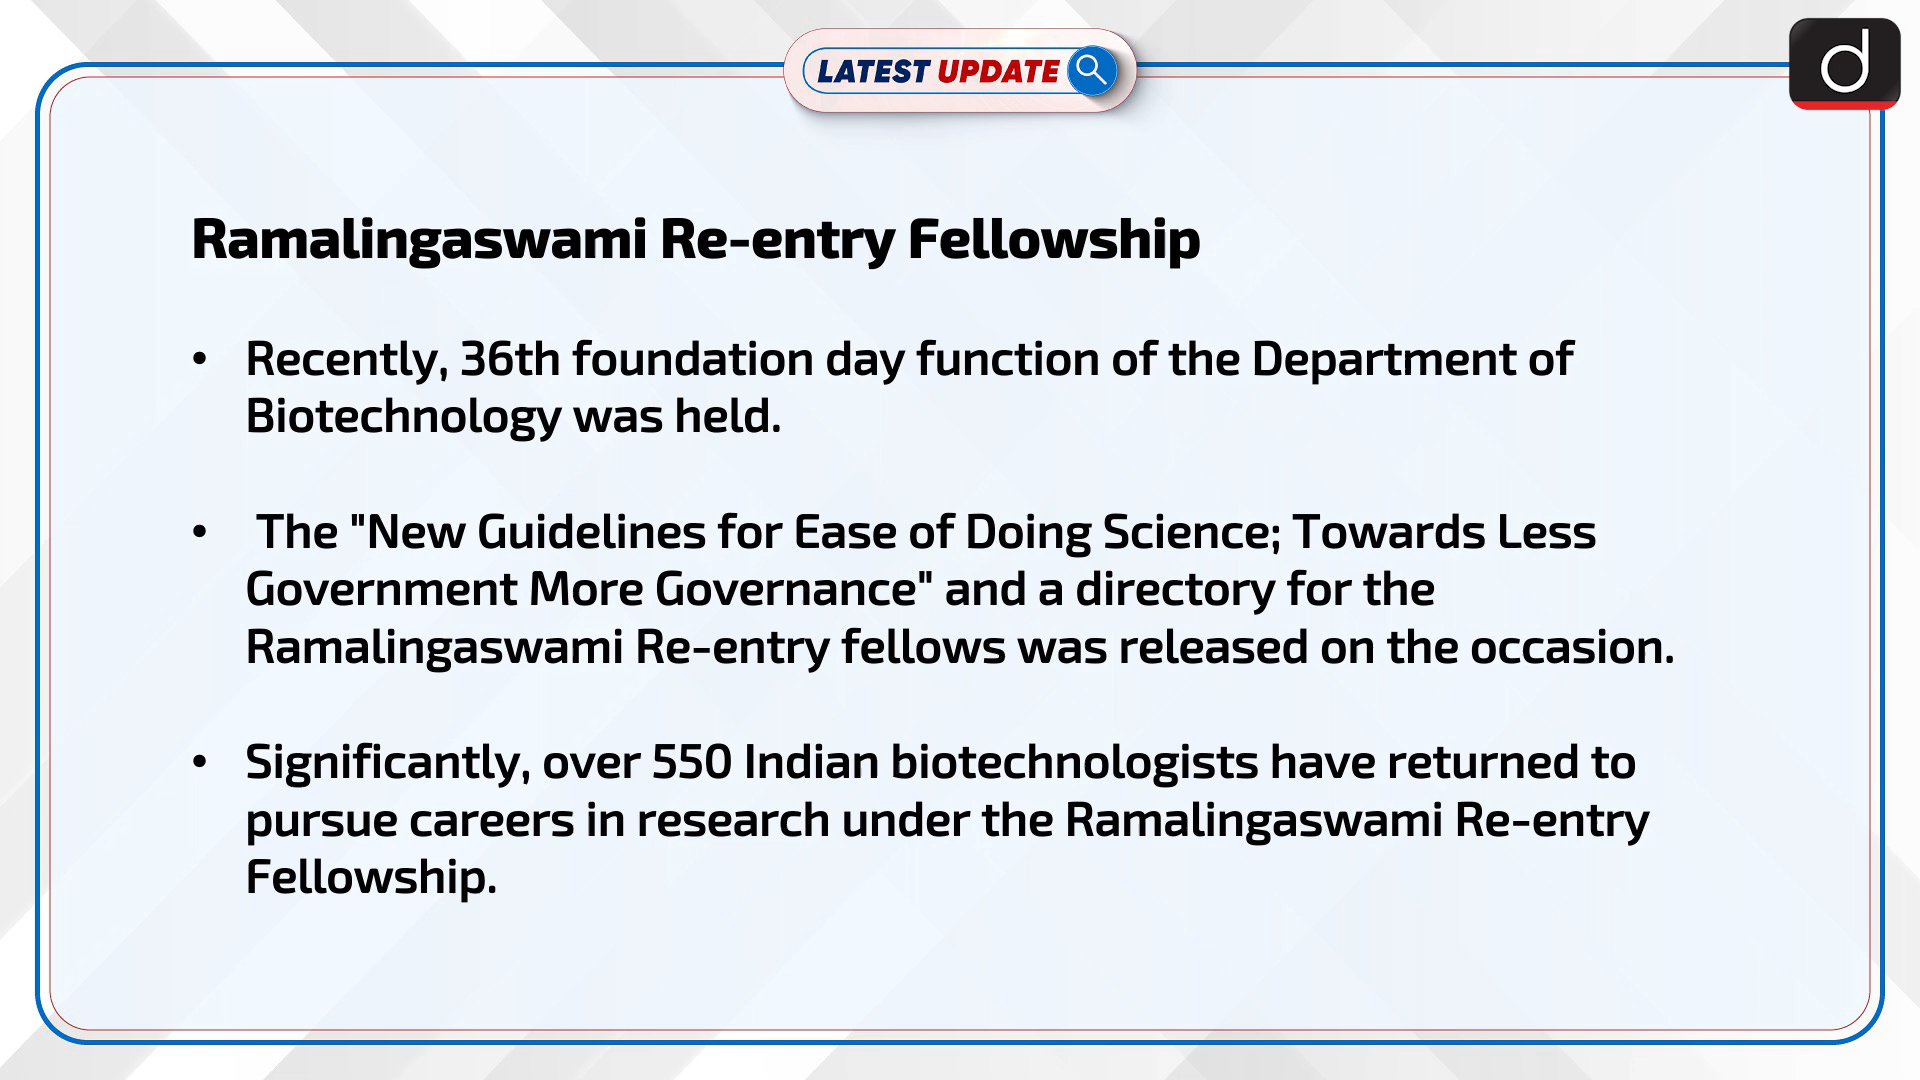 LATEST UPDATE
d
Ramalingaswami Re-entry Fellowship
• Recently, 36th foundation day function of the Department of
Biotechnology was held.
• The "New Guidelines for Ease of Doing Science; Towards Less
Government More Governance" and a directory for the
Ramalingaswami Re-entry fellows was released on the occasion.
• Significantly, over 550 Indian biotechnologists have returned to
pursue careers in research under the Ramalingaswami Re-entry
Fellowship.